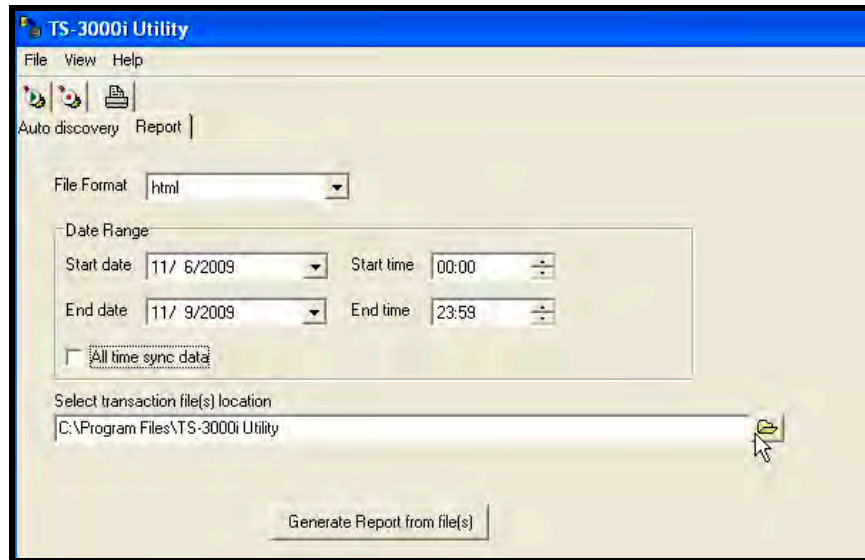 TS-3000i Utility
File View Help
Auto discovery Report
File Format html
Date Range
Start date 11/ 6/2009 Start time 00:00
End date 11/ 9/2009 End time 23:59
All time sync data
Select transaction file(s) location
C:\Program Files\TS-3000i Utility
Generate Report from file(s)